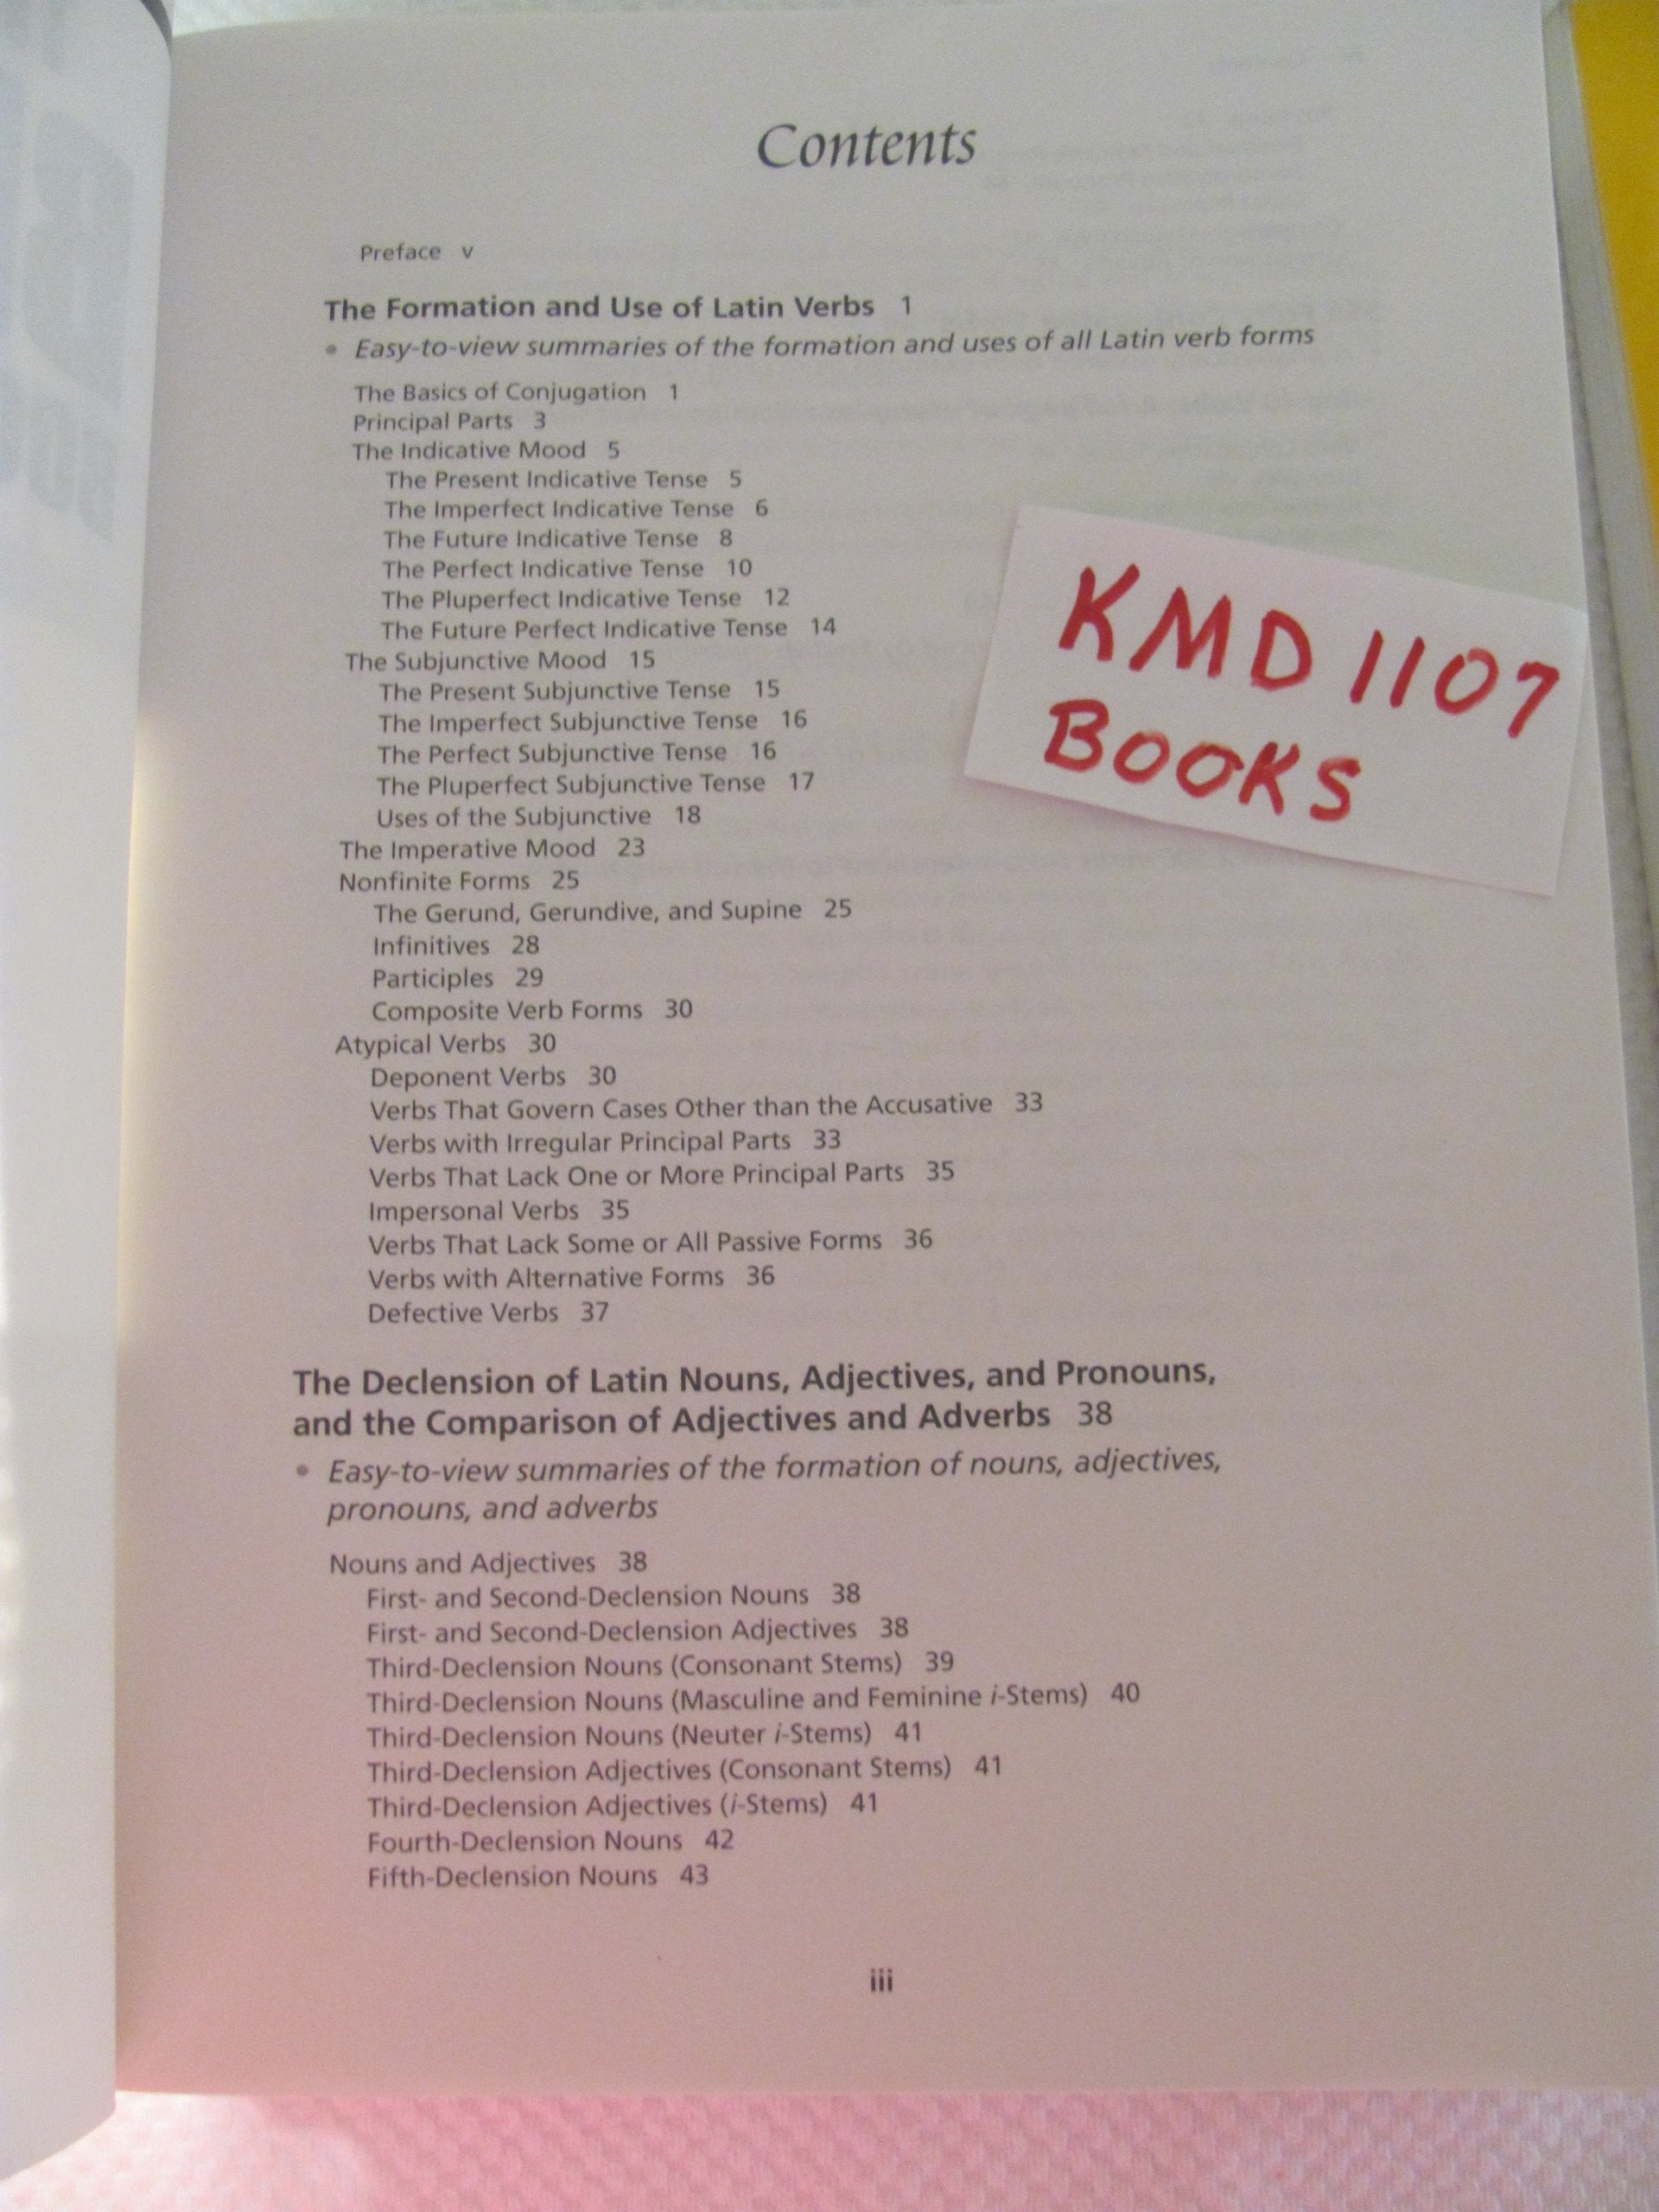 Contents
Preface v
The Formation and Use of Latin Verbs 1
• Easy-to-view summaries of the formation and uses of all Latin verb forms
The Basics of Conjugation 1
Principal Parts 3
The Indicative Mood 5
The Present Indicative Tense 5
The Imperfect Indicative Tense 6
The Future Indicative Tense 8
The Perfect Indicative Tense 10
The Pluperfect Indicative Tense 12
The Future Perfect Indicative Tense 14
The Subjunctive Mood 15
The Present Subjunctive Tense 15
The Imperfect Subjunctive Tense 16
The Perfect Subjunctive Tense 16
The Pluperfect Subjunctive Tense 17
Uses of the Subjunctive 18
The Imperative Mood 23
Nonfinite Forms 25
The Gerund, Gerundive, and Supine 25
Infinitives 28
Participles 29
Composite Verb Forms 30
Atypical Verbs 30
Deponent Verbs 30
Verbs That Govern Cases Other than the Accusative 33
Verbs with Irregular Principal Parts 33
Verbs That Lack One or More Principal Parts 35
Impersonal Verbs 35
Verbs That Lack Some or All Passive Forms 36
Verbs with Alternative Forms 36
Defective Verbs 37
The Declension of Latin Nouns, Adjectives, and Pronouns,
and the Comparison of Adjectives and Adverbs 38
• Easy-to-view summaries of the formation of nouns, adjectives,
pronouns, and adverbs
Nouns and Adjectives 38
First- and Second-Declension Nouns 38
First- and Second-Declension Adjectives 38
Third-Declension Nouns (Consonant Stems) 39
Third-Declension Nouns (Masculine and Feminine i-Stems) 40
Third-Declension Nouns (Neuter i-Stems) 41
Third-Declension Adjectives (Consonant Stems) 41
Third-Declension Adjectives (i-Stems) 41
Fourth-Declension Nouns 42
Fifth-Declension Nouns 43
iii
KMD 1107
BOOKS